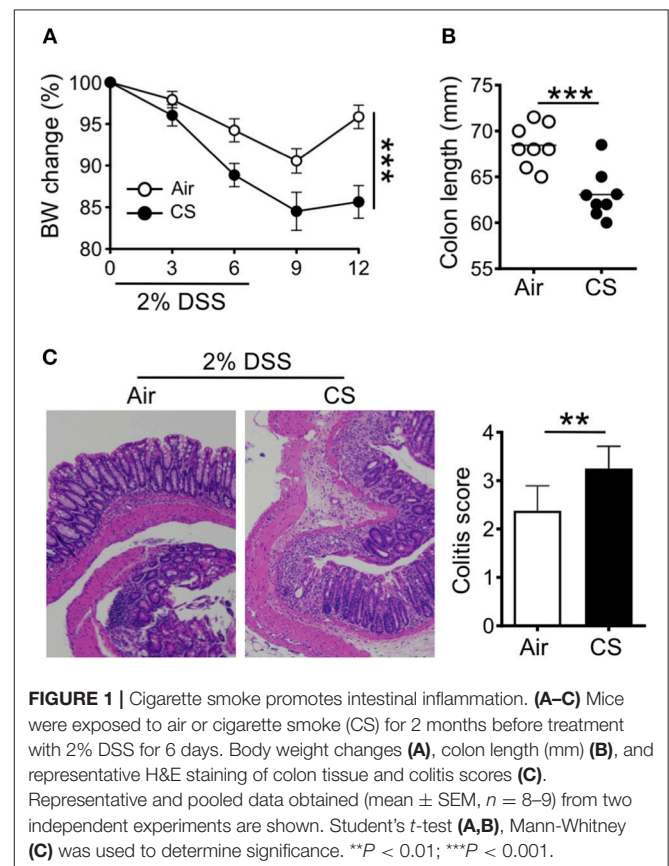 A
BW change (%)
100
95
90
85
80
Air
CS
***
0 3 6 9 12
2% DSS
B
Colon length (mm)
75
70
65
60
55
***
Air CS
C
2% DSS
Air CS
Colitis score
4
3
2
1
0
**
Air CS
FIGURE 1 | Cigarette smoke promotes intestinal inflammation. (A–C) Mice
were exposed to air or cigarette smoke (CS) for 2 months before treatment
with 2% DSS for 6 days. Body weight changes (A), colon length (mm) (B), and
representative H&E staining of colon tissue and colitis scores (C).
Representative and pooled data obtained (mean ± SEM, n = 8–9) from two
independent experiments are shown. Student's t-test (A,B), Mann-Whitney
(C) was used to determine significance. **P < 0.01; ***P < 0.001.